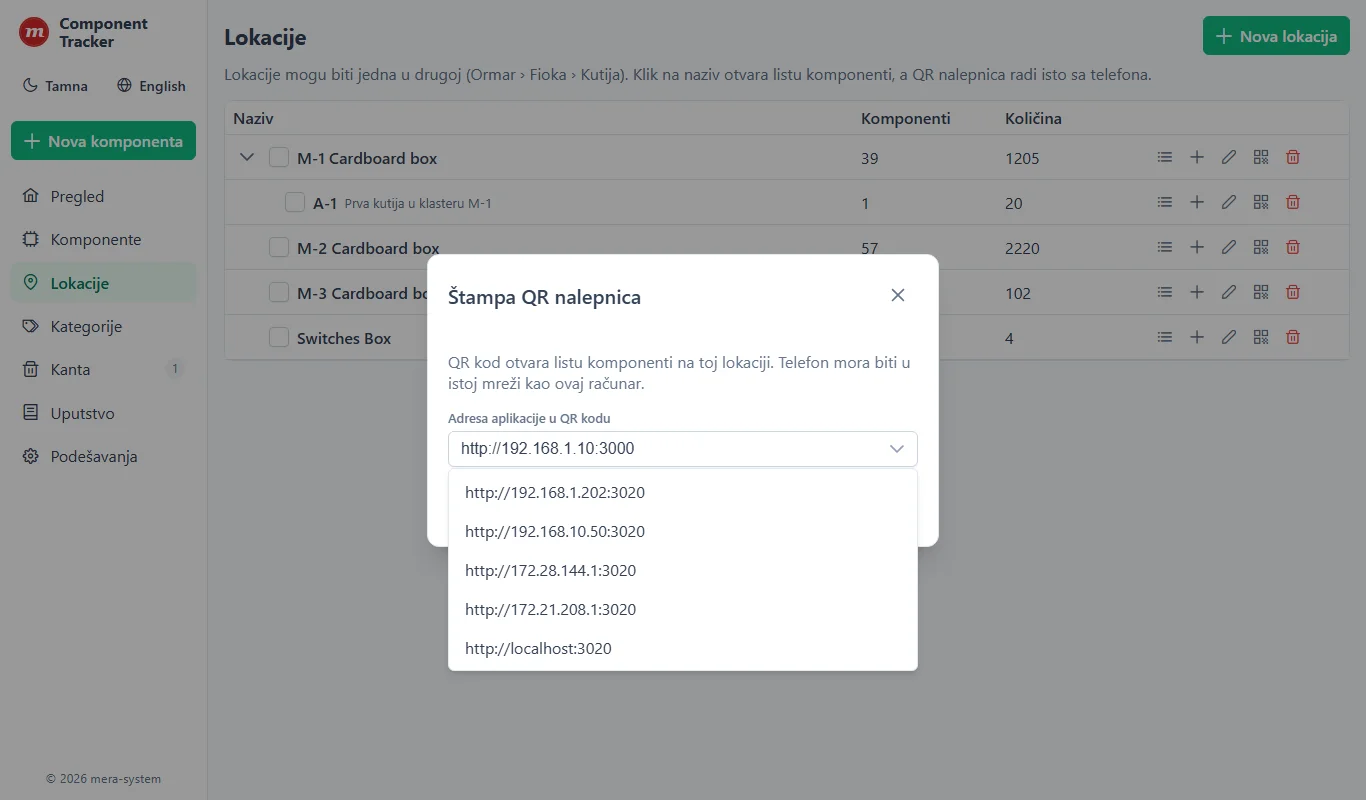 m
Component
Tracker
Tamna
English
Nova komponenta
Pregled
Komponente
Lokacije
Kategorije
Kanta 1
Uputstvo
Podešavanja
© 2026 mera-system
Lokacije
Nova lokacija
Lokacije mogu biti jedna u drugoj (Ormar › Fioka › Kutija). Klik na naziv otvara listu komponenti, a QR nalepnica radi isto sa telefona.
Naziv Komponenti Količina
M-1 Cardboard box 39 1205
A-1 Prva kutija u klasteru M-1 1 20
M-2 Cardboard box 57 2220
M-3 Cardboard 102
Switches Box 4
Štampa QR nalepnica
QR kod otvara listu komponenti na toj lokaciji. Telefon mora biti u
istoj mreži kao ovaj računar.
Adresa aplikacije u QR kodu
http://192.168.1.10:3000
http://192.168.1.202:3020
http://192.168.10.50:3020
http://172.28.144.1:3020
http://172.21.208.1:3020
http://localhost:3020